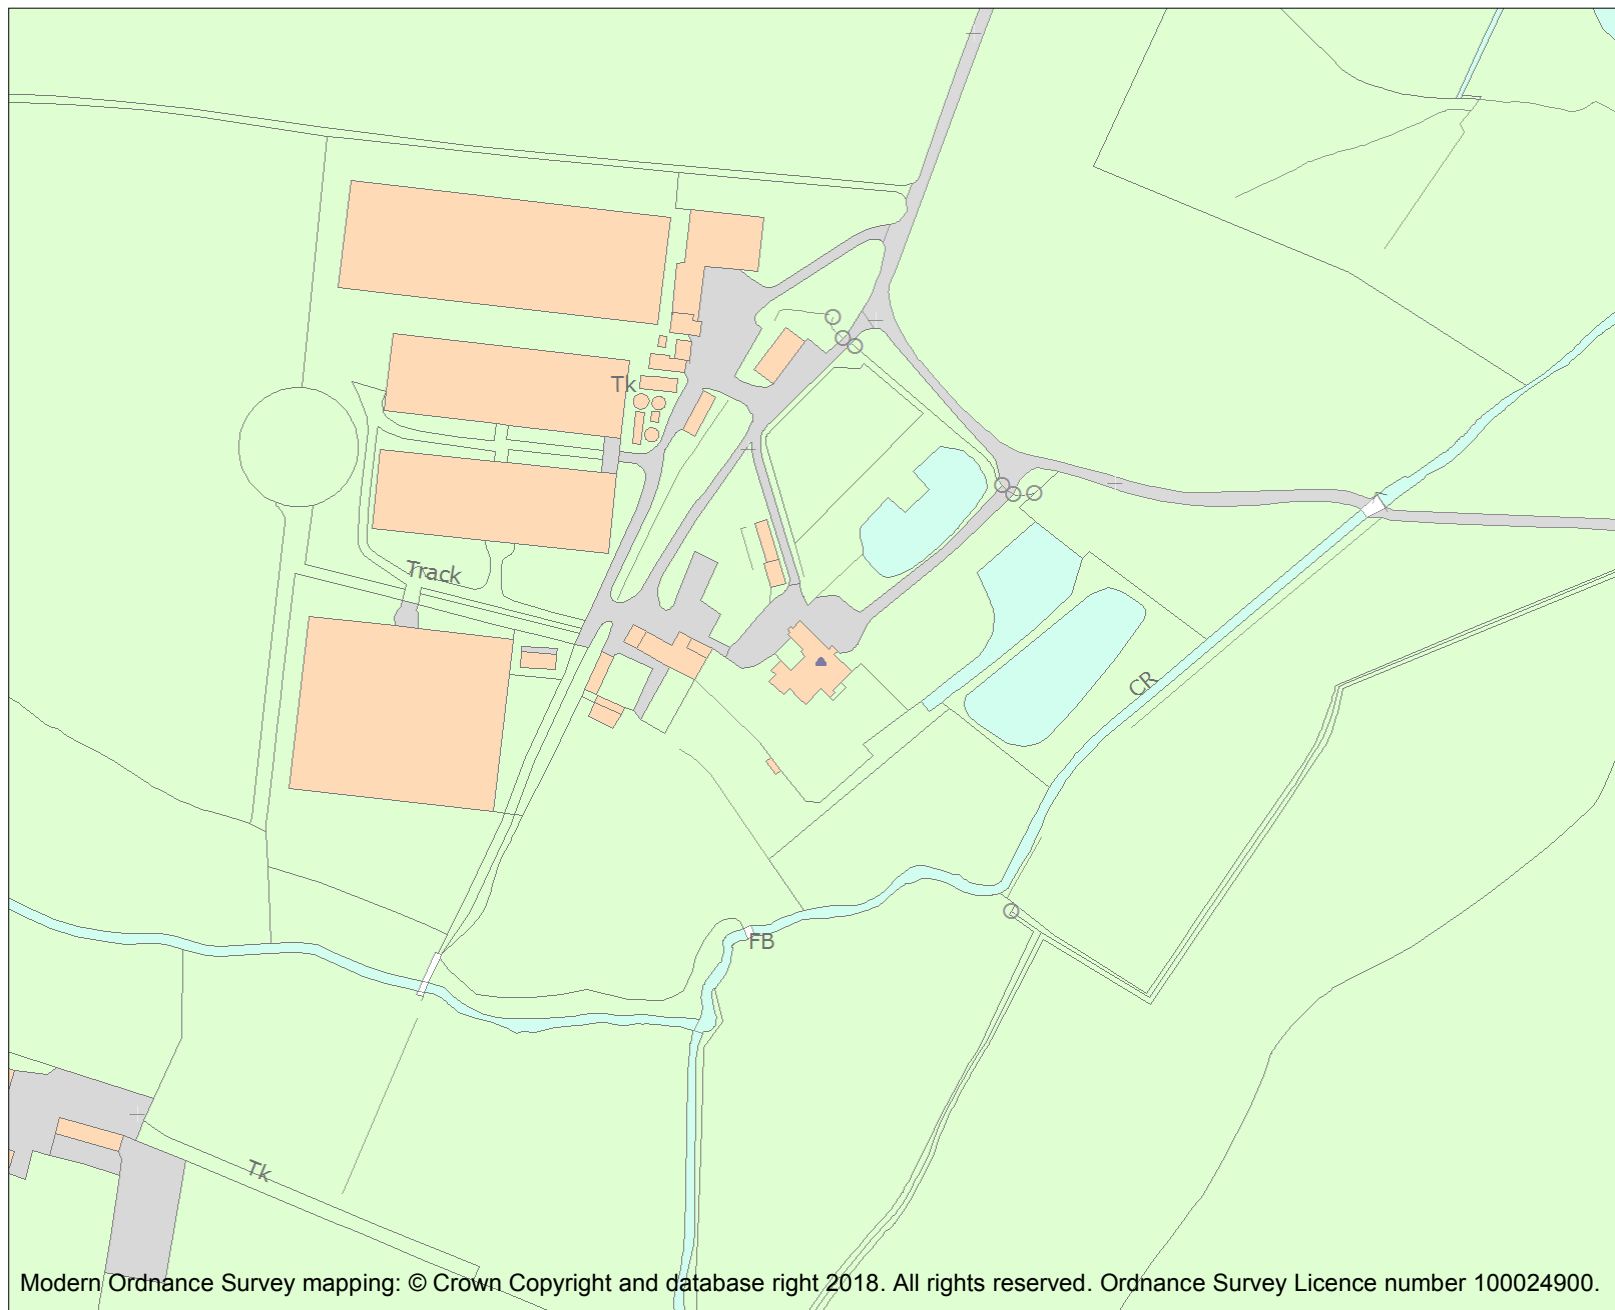 Tk
Track
CR
FB
Tk
Modern Ordnance Survey mapping: © Crown Copyright and database right 2018. All rights reserved. Ordnance Survey Licence number 100024900.